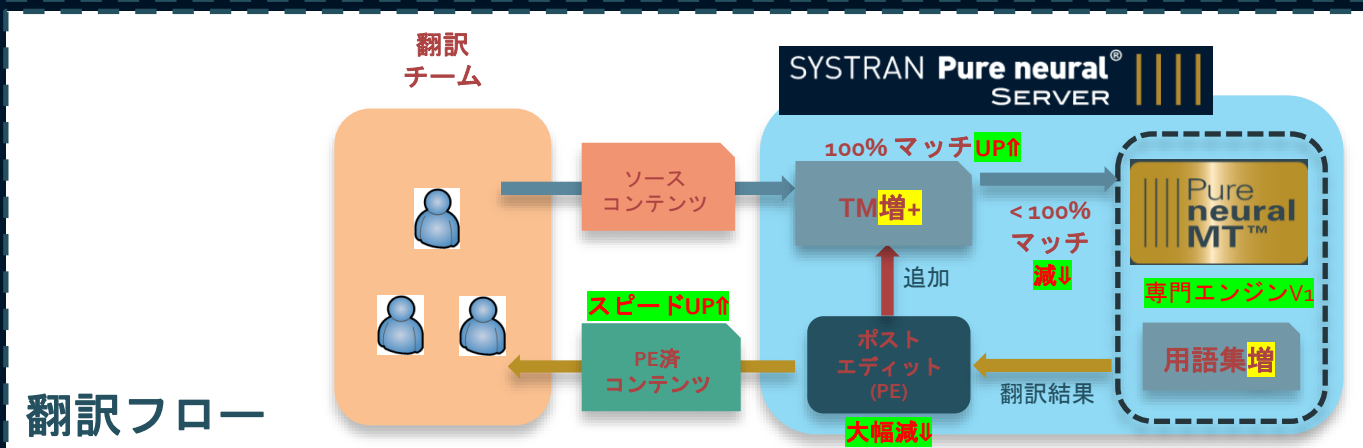 翻訳
チーム
SYSTRAN Pure neural®
SERVER
100% マッチUP⇑
ソース
コンテンツ
TM増+
< 100%
マッチ
減⇓
Pure
neural
MT™
追加
専門エンジンV1
スピードUP⇑
PE済
コンテンツ
ポスト
エディット
(PE)
大幅減⇓
翻訳結果
用語集増
翻訳フロー